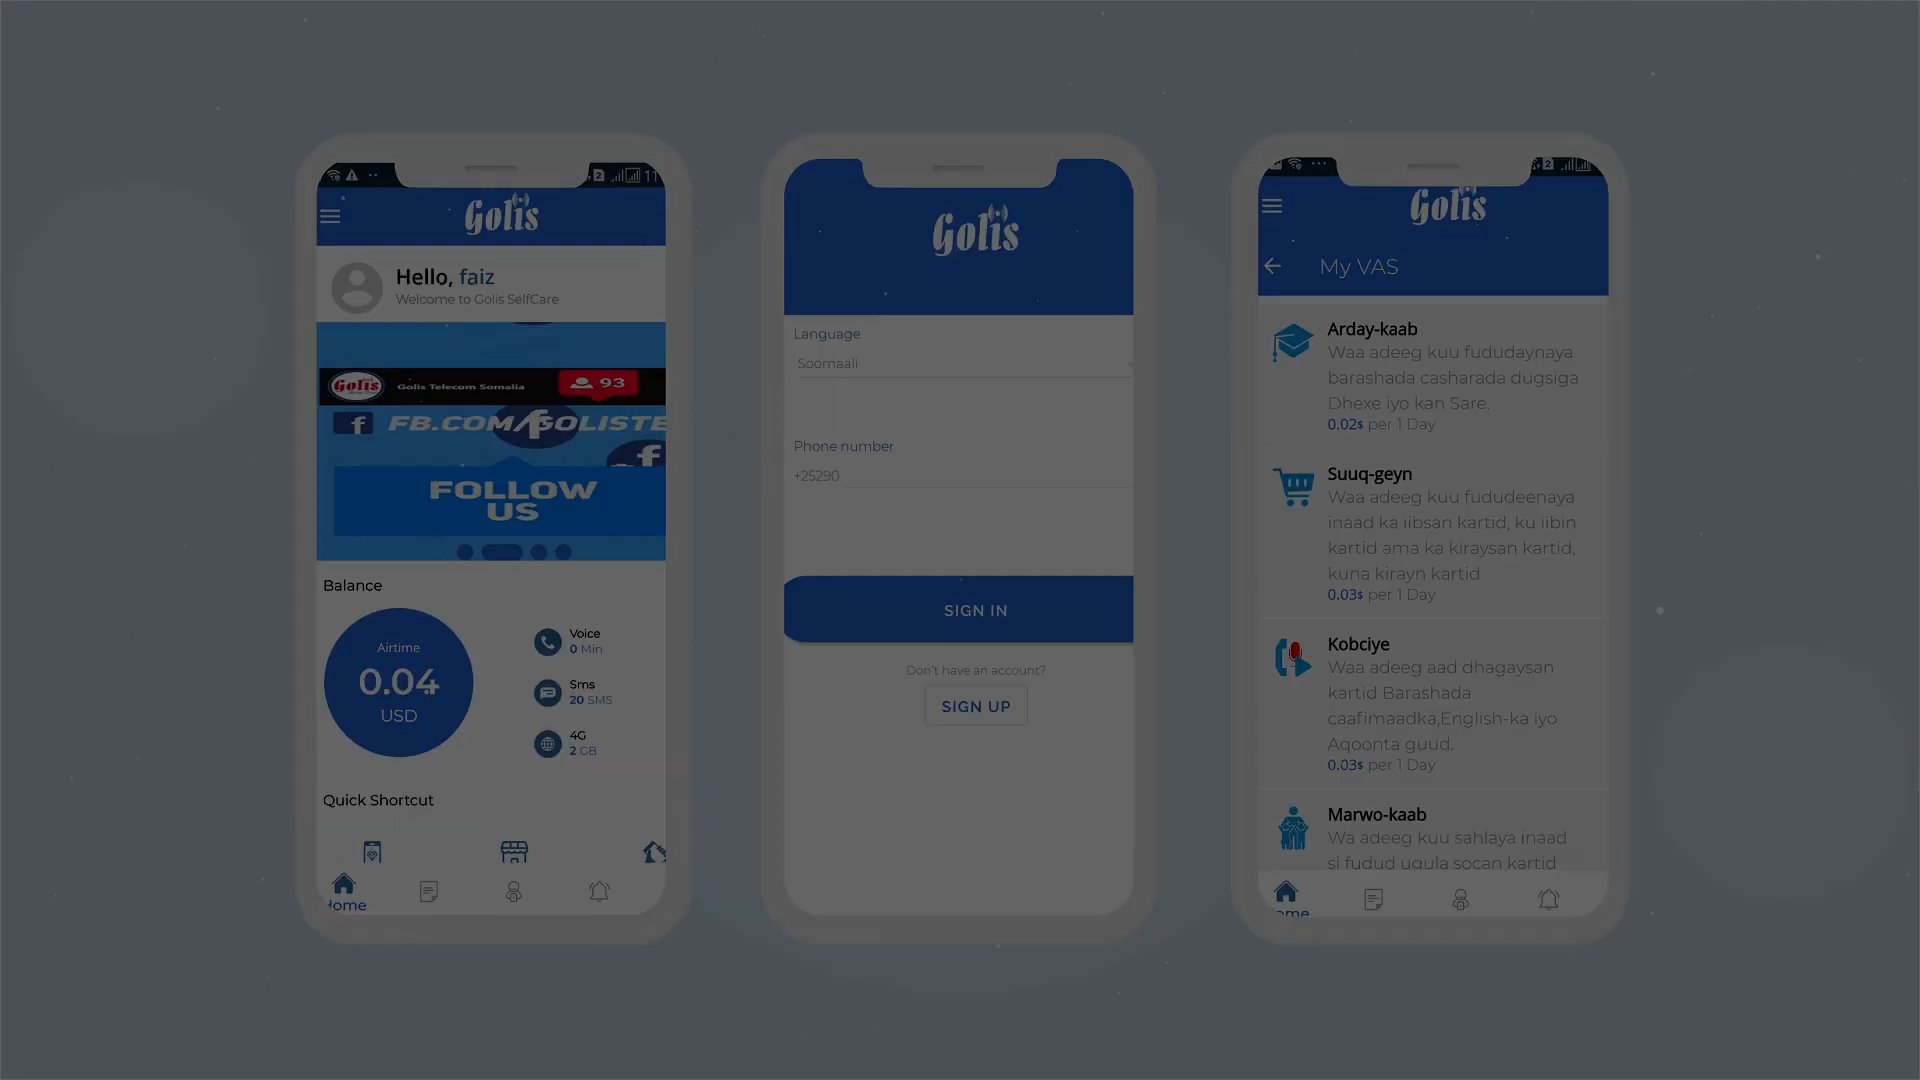 11
Golis
Hello, faiz
Welcome to Golis SelfCare
Golis
Golis Telecom Somalia
93
FB.COM/GOLISTE
FOLLOW
US
Balance
Airtime
0.04
USD
Voice
0 Min
Sms
20 SMS
4G
2 GB
Quick Shortcut
Home
Golis
Language
Soomaali
Phone number
+25290
SIGN IN
Don't have an account?
SIGN UP
Golis
My VAS
Arday-kaab
Waa adeeg kuu fududaynaya
barashada casharada dugsiga
Dhexe iyo kan Sare.
0.02$ per 1 Day
Suuq-geyn
Waa adeeg kuu fududeenaya
inaad ka iibsan kartid, ku iibin
kartid ama ka kiraysan kartid,
kuna kirayn kartid
0.03$ per 1 Day
Kobciye
Waa adeeg aad dhagaysan
kartid Barashada
caafimaadka,English-ka iyo
Aqoonta guud.
0.03$ per 1 Day
Marwo-kaab
Wa adeeg kuu sahlaya inaad
si fudud ugula socan kartid